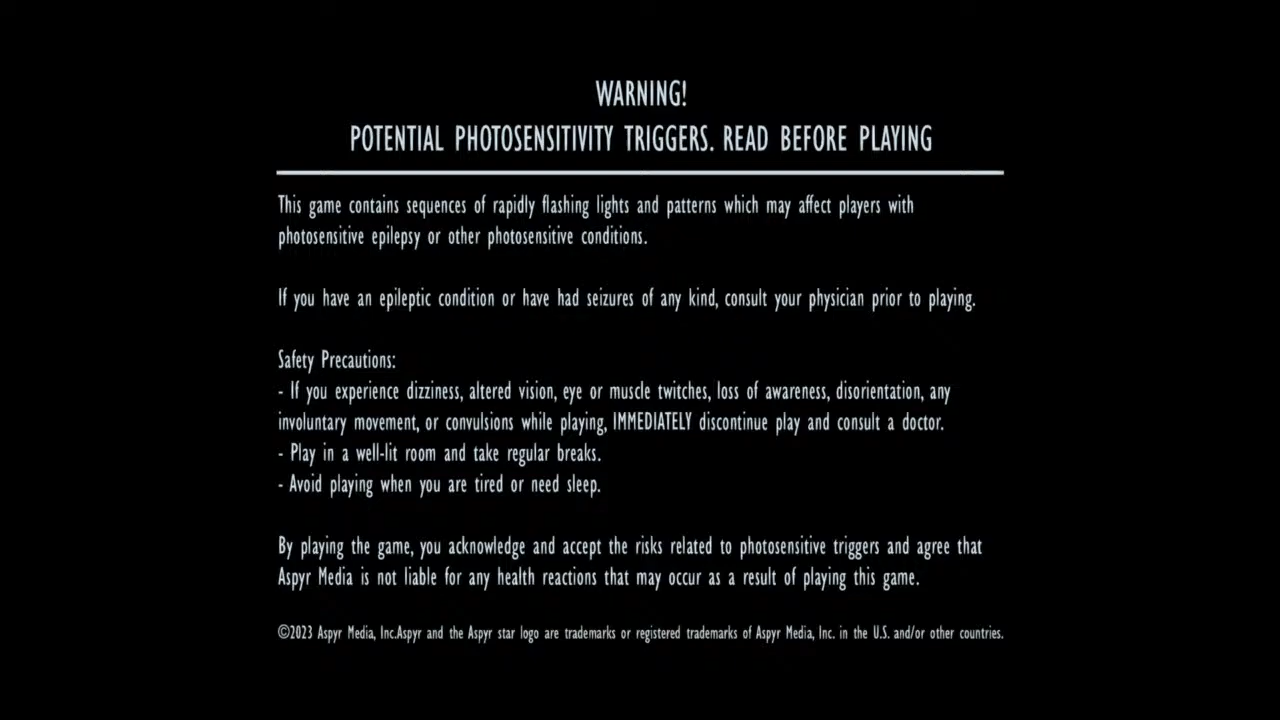 WARNING!
POTENTIAL PHOTOSENSITIVITY TRIGGERS. READ BEFORE PLAYING
This game contains sequences of rapidly flashing lights and patterns which may affect players with
photosensitive epilepsy or other photosensitive conditions.
If you have an epileptic condition or have had seizures of any kind, consult your physician prior to playing.
Safety Precautions:
- If you experience dizziness, altered vision, eye or muscle twitches, loss of awareness, disorientation, any
involuntary movement, or convulsions while playing, IMMEDIATELY discontinue play and consult a doctor.
- Play in a well-lit room and take regular breaks.
- Avoid playing when you are tired or need sleep.
By playing the game, you acknowledge and accept the risks related to photosensitive triggers and agree that
Aspyr Media is not liable for any health reactions that may occur as a result of playing this game.
©2023 Aspyr Media, Inc.Aspyr and the Aspyr star logo are trademarks or registered trademarks of Aspyr Media, Inc. in the U.S. and/or other countries.